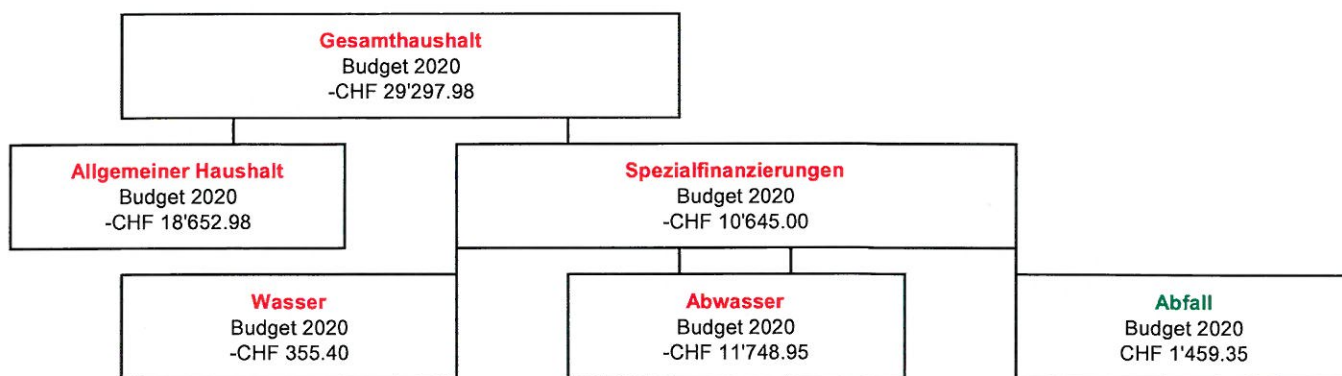 Gesamthaushalt
Budget 2020
-CHF 29'297.98
Allgemeiner Haushalt
Budget 2020
-CHF 18'652.98
Spezialfinanzierungen
Budget 2020
-CHF 10'645.00
Wasser
Budget 2020
-CHF 355.40
Abwasser
Budget 2020
-CHF 11'748.95
Abfall
Budget 2020
CHF 1'459.35